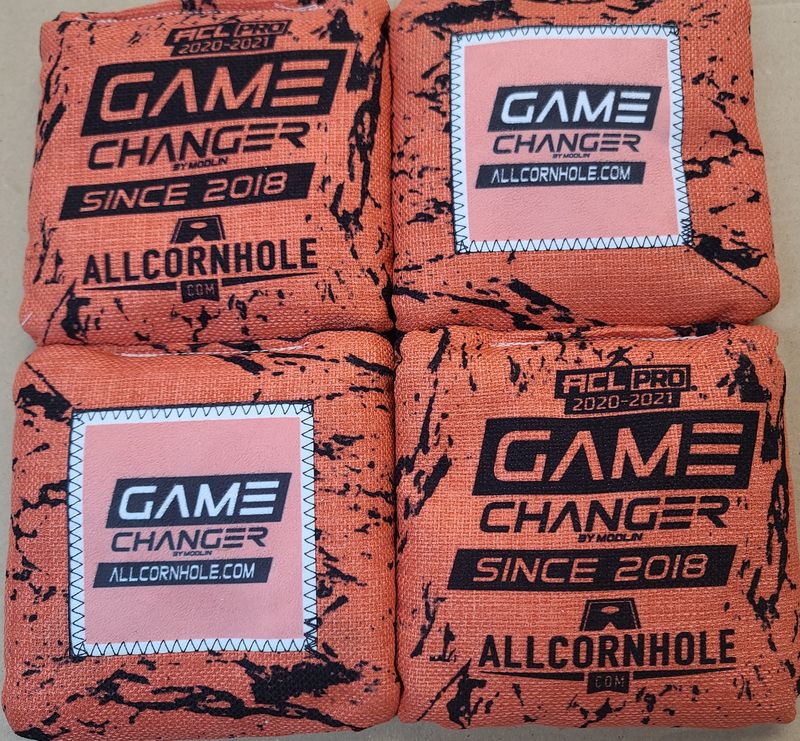 ACL PRO
2020-2021
GAME
CHANGER
BY MODLIN
SINCE 2018
ALLCORNHOLE
COM
GAME
CHANGER
BY MODLIN
ALLCORNHOLE.COM
GAME
CHANGER
BY MODLIN
ALLCORNHOLE.COM
ACL PRO
2020-2021
GAME
CHANGER
BY MODLIN
SINCE 2018
ALLCORNHOLE
COM